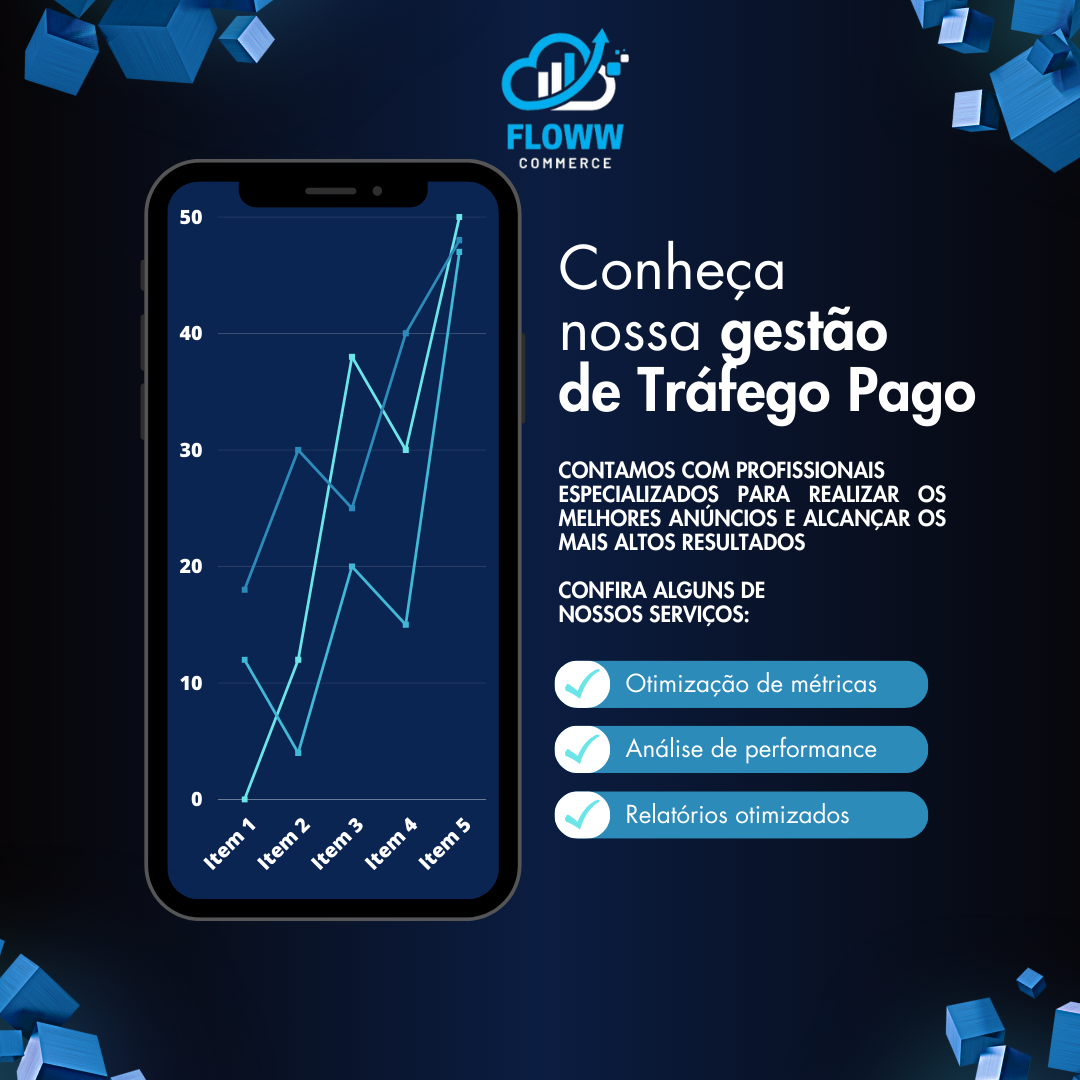 FLOWW
COMMERCE
50
40
30
20
10
0
Item 1
Item 2
Item 3
Item 4
Item 5
Conheça
nossa gestão
de Tráfego Pago
CONTAMOS COM PROFISSIONAIS
ESPECIALIZADOS PARA REALIZAR OS
MELHORES ANÚNCIOS E ALCANÇAR OS
MAIS ALTOS RESULTADOS
CONFIRA ALGUNS DE
NOSSOS SERVIÇOS:
Otimização de métricas
Análise de performance
Relatórios otimizados